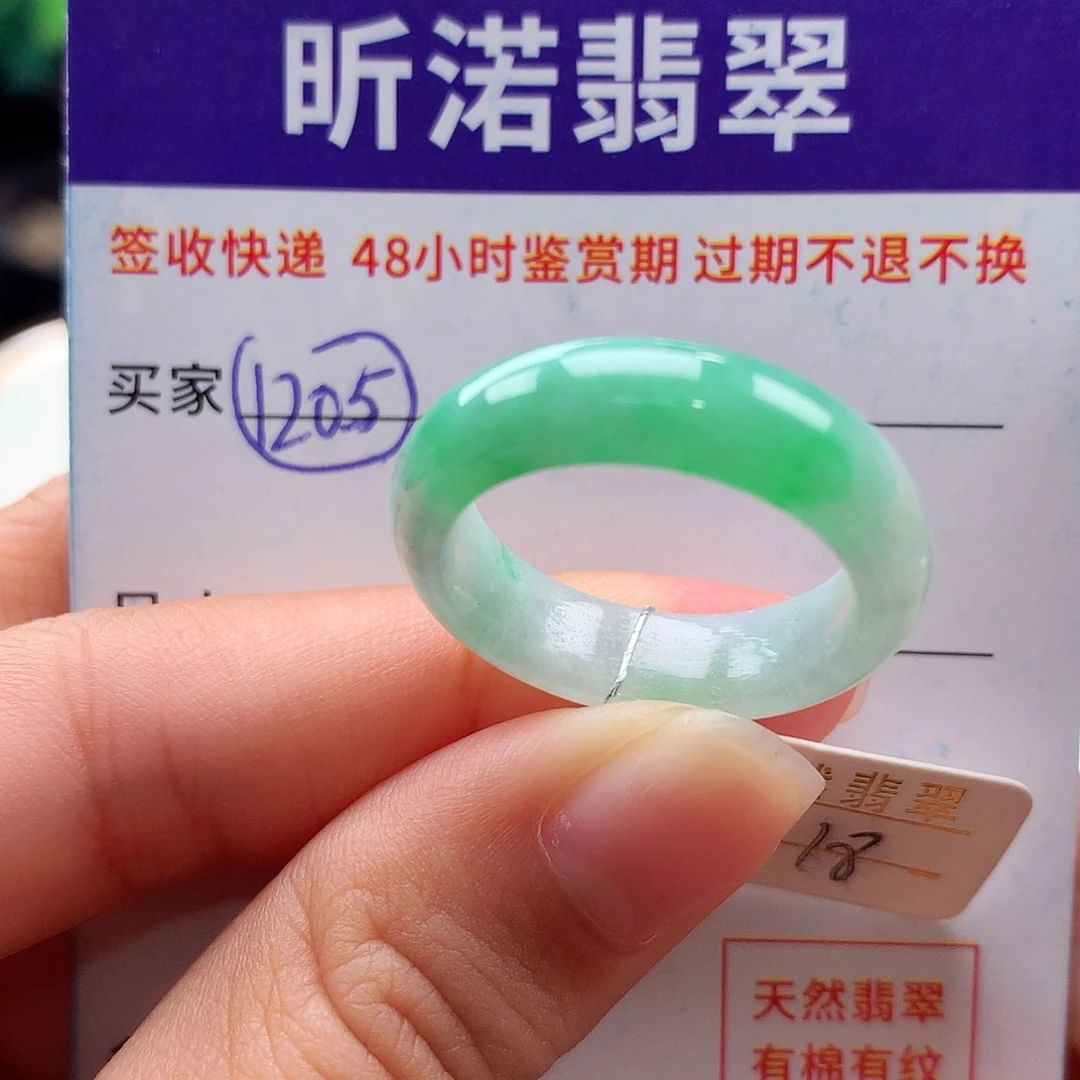 昕渃翡翠
签收快递 48小时鉴赏期 过期不退不换
买家 1205
翡翠
18
天然翡翠
有棉有纹